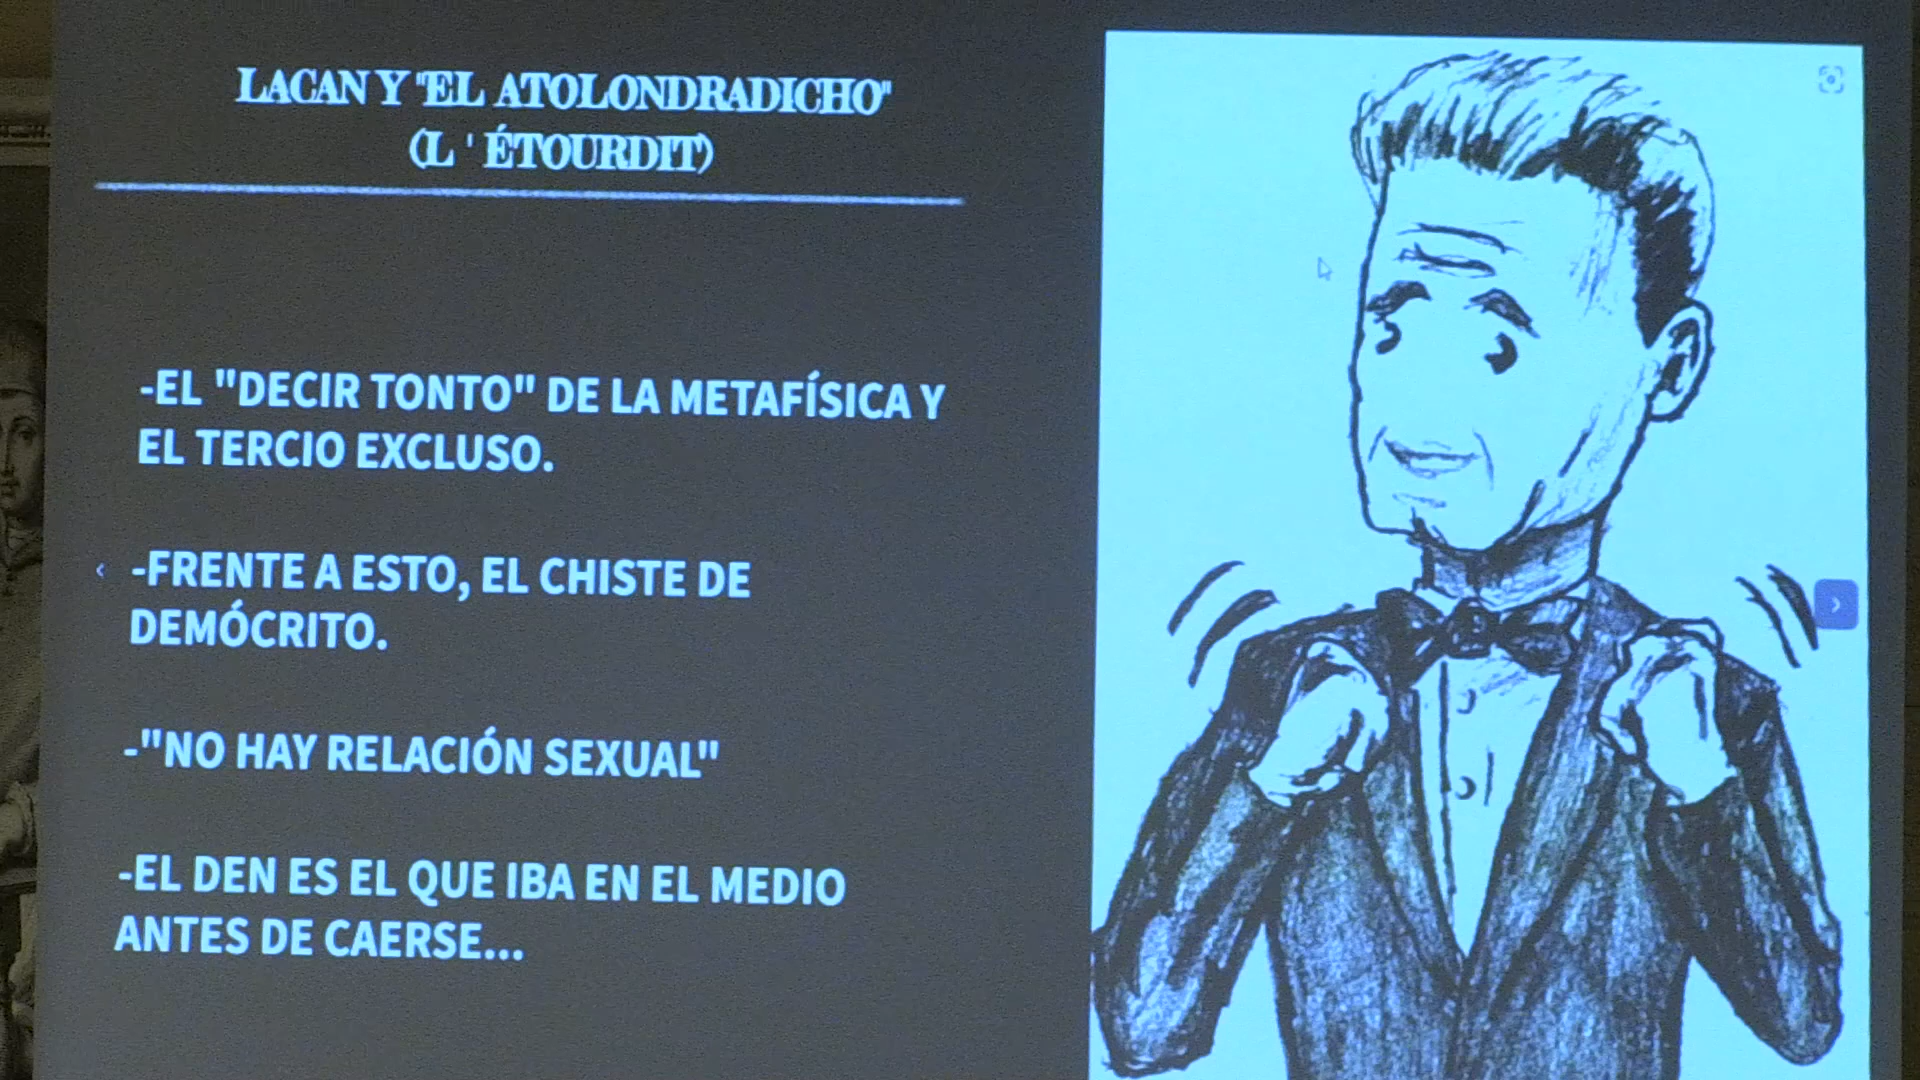 LACAN Y "EL ATOLONDRADICHO"
(L ' ÉTOURDIT)
-EL "DECIR TONTO" DE LA METAFÍSICA Y
EL TERCIO EXCLUSO.
-FRENTE A ESTO, EL CHISTE DE
DEMÓCRITO.
-"NO HAY RELACIÓN SEXUAL"
-EL DEN ES EL QUE IBA EN EL MEDIO
ANTES DE CAERSE...